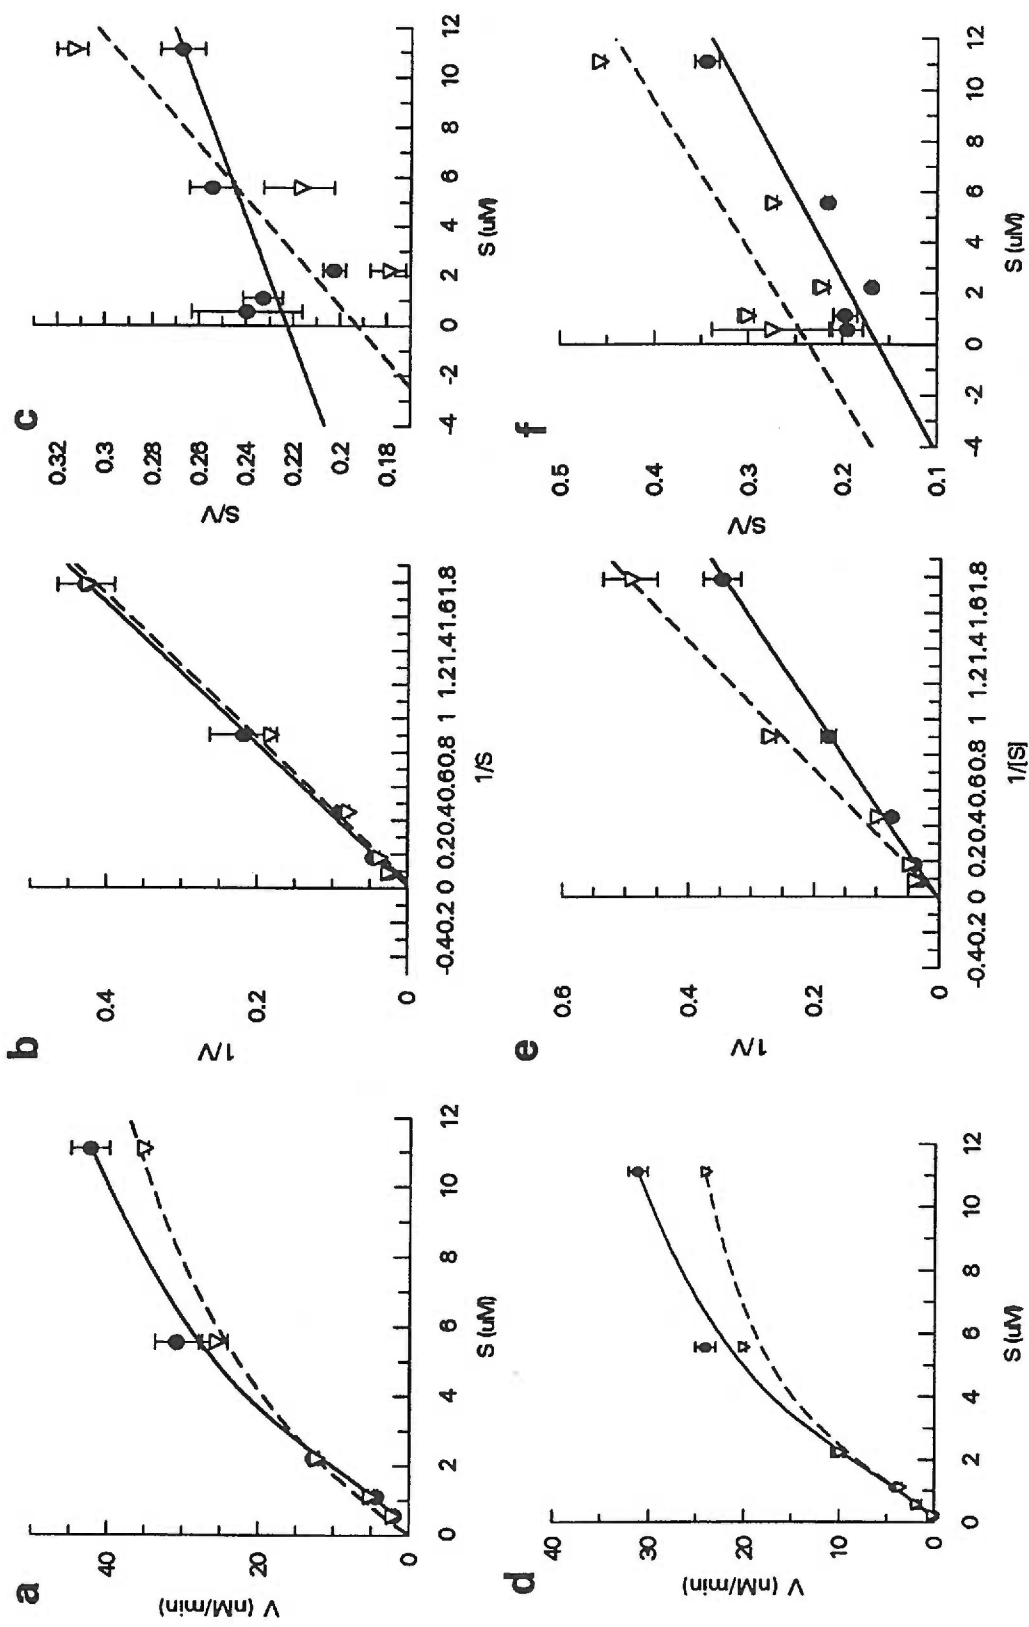 a
V (nM/min)
40
20
0
0 2 4 6 8 10 12
S (uM)
b
1/V
0.4
0.2
0
-0.4-0.2 0 0.20.40.60.8 1 1.21.41.61.8
1/S
c
S/V
0.32
0.3
0.28
0.26
0.24
0.22
0.2
0.18
-4 -2 0 2 4 6 8 10 12
S (uM)
d
V (nM/min)
40
30
20
10
0
0 2 4 6 8 10 12
S (uM)
e
1/V
0.6
0.4
0.2
0
-0.4-0.2 0 0.20.40.60.8 1 1.21.41.61.8
1/[S]
f
S/V
0.5
0.4
0.3
0.2
0.1
-4 -2 0 2 4 6 8 10 12
S (uM)